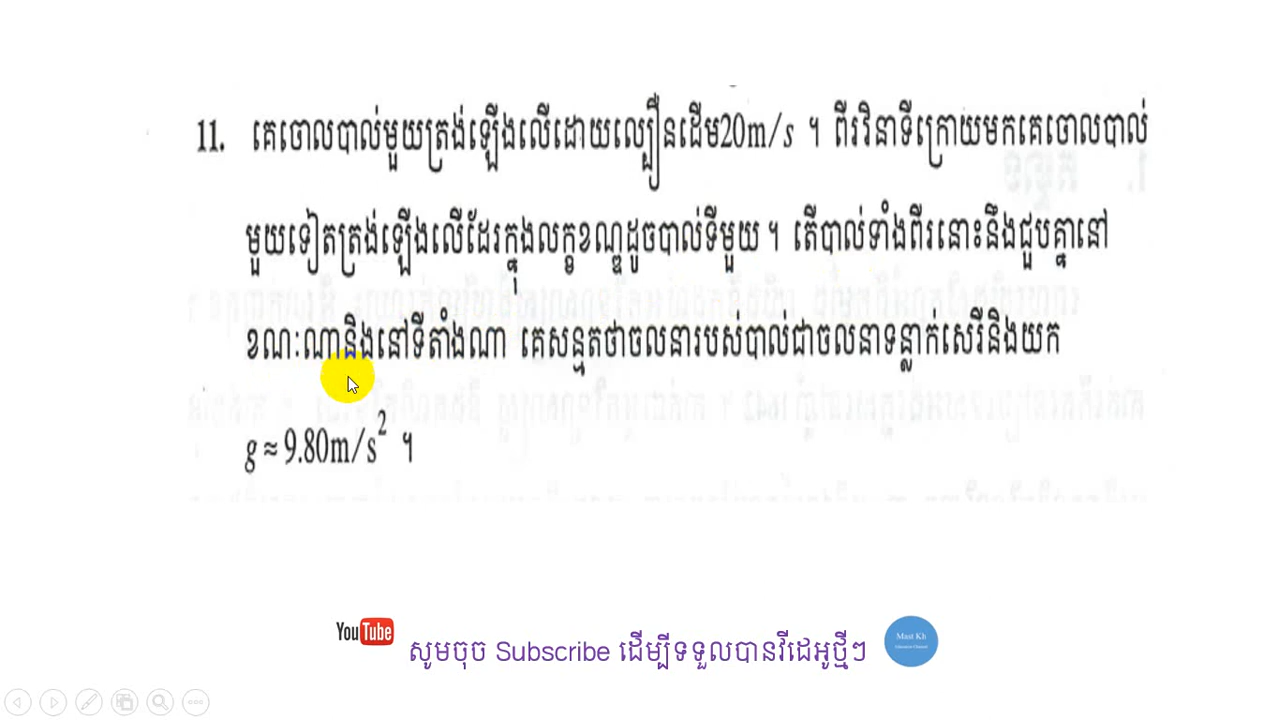 11. គេចោលបាល់មួយត្រង់ឡើងលើដោយល្បឿនដើម20m/s ។ ពីរវិនាទីក្រោយមកគេចោលបាល់
មួយទៀតត្រង់ឡើងលើដែរក្នុងលក្ខខណ្ឌដូចបាល់ទីមួយ ។ តើបាល់ទាំងពីរនោះនឹងជួបគ្នានៅ
ខណៈណានិងនៅទីតាំងណា គេសន្មតថាចលនារបស់បាល់ជាចលនាទន្លាក់សេរីនិងយក
g ≈ 9.80m/s² ។
YouTube សូមចុច Subscribe ដើម្បីទទួលបានវីដេអូថ្មីៗ Mast Kh